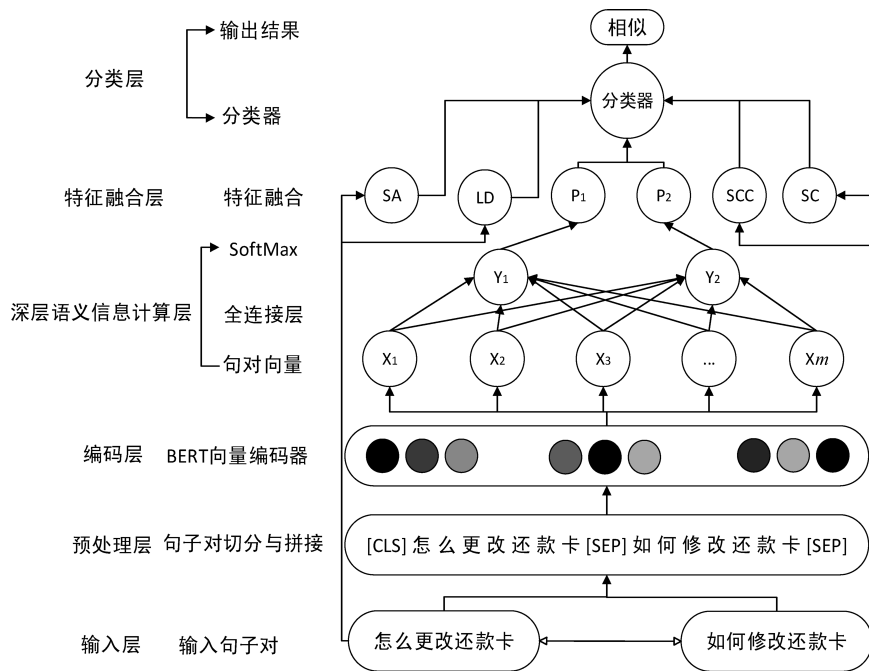 相似
输出结果
分类层
分类器
分类器
特征融合层 特征融合 SA LD P1 P2 SCC SC
SoftMax
Y1 Y2
深层语义信息计算层 全连接层
句对向量 X1 X2 X3 ... Xm
编码层 BERT向量编码器
预处理层 句子对切分与拼接 [CLS] 怎 么 更 改 还 款 卡 [SEP] 如 何 修 改 还 款 卡 [SEP]
输入层 输入句子对 怎么更改还款卡 如何修改还款卡